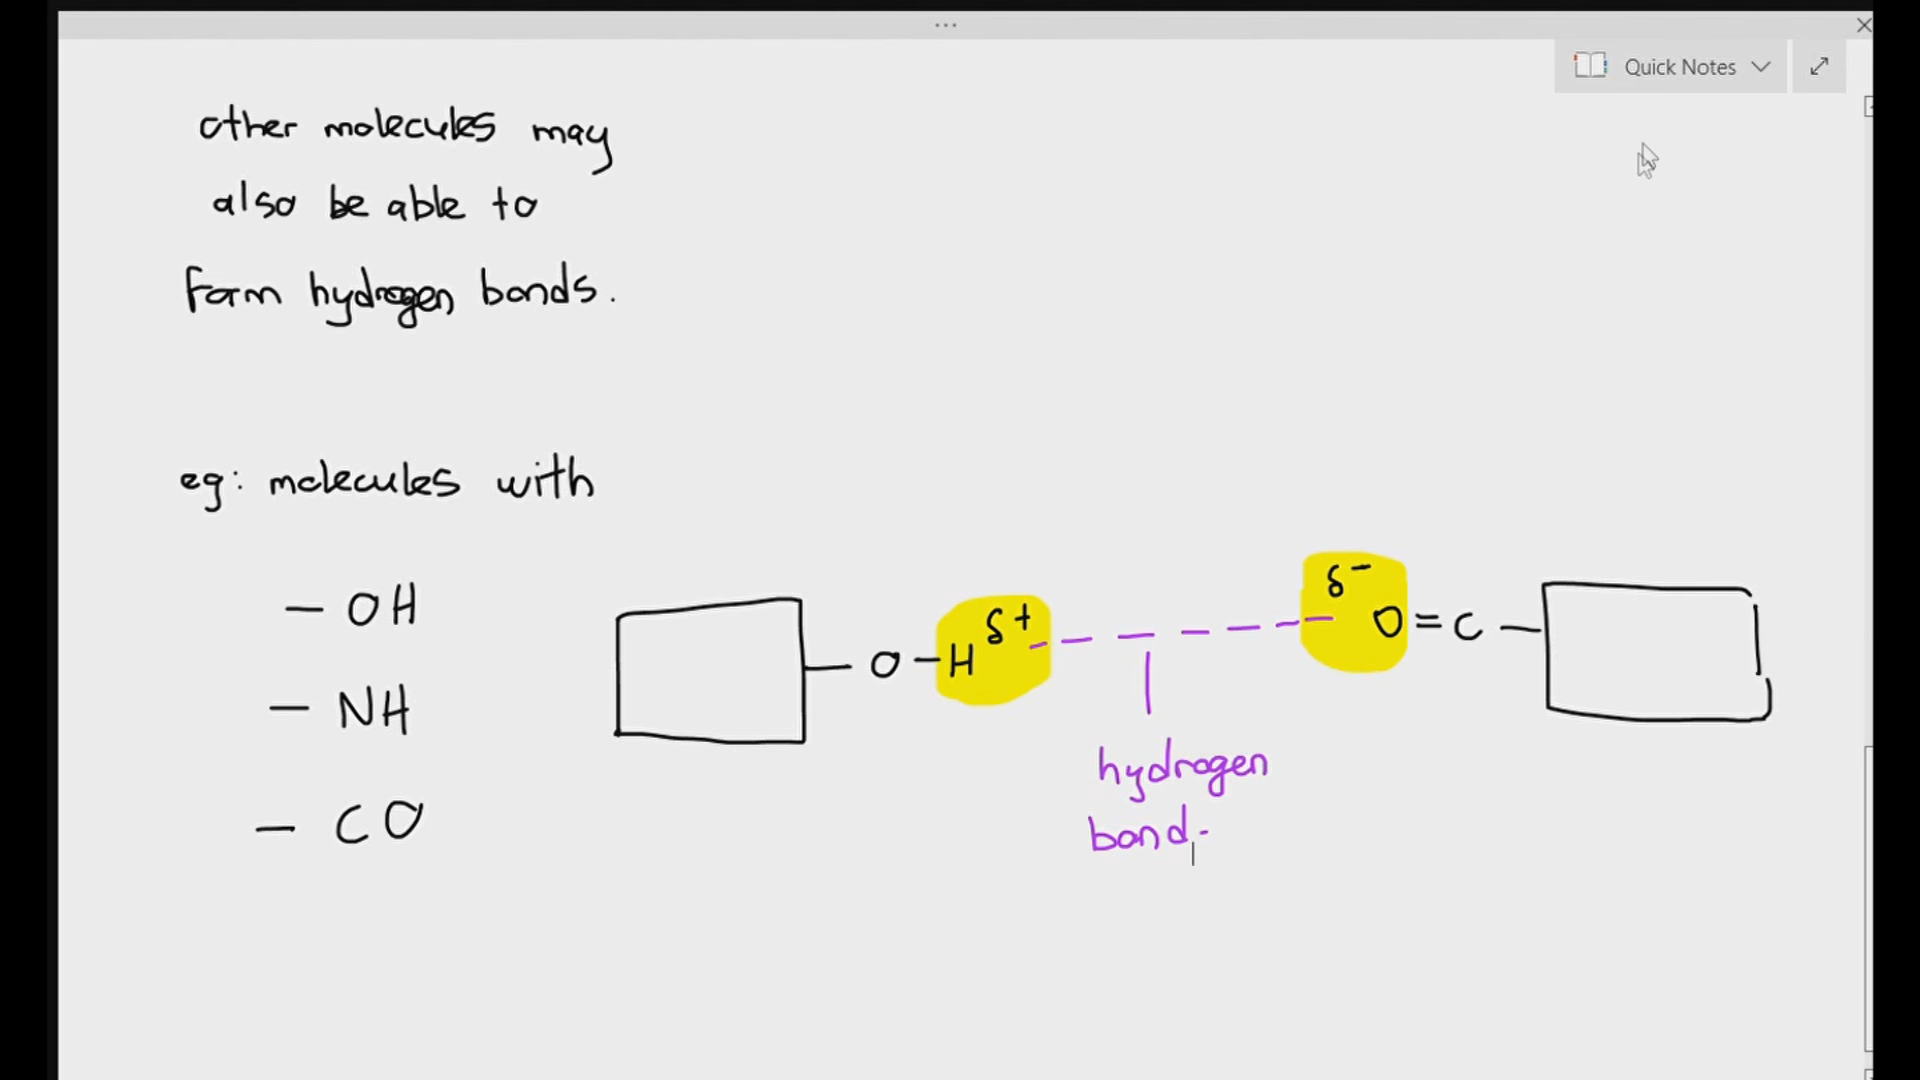 Quick Notes
other molecules may
also be able to
form hydrogen bonds.
eg: molecules with
- OH
- NH
- CO
O-H δ+
δ- O=C
hydrogen
bond.